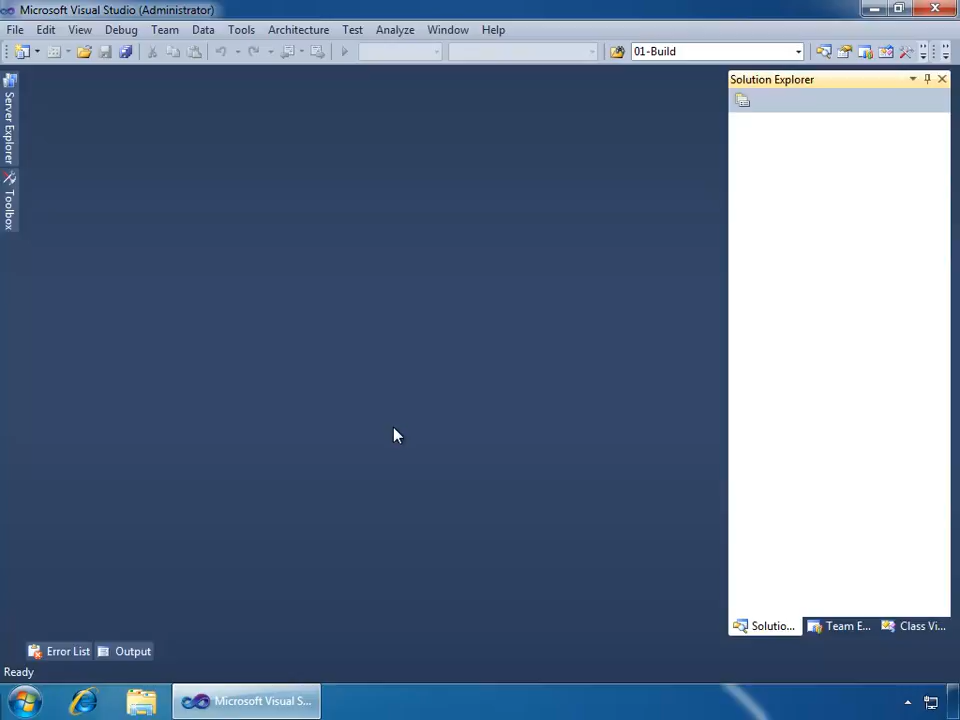 Microsoft Visual Studio (Administrator)
File Edit View Debug Team Data Tools Architecture Test Analyze Window Help
01-Build
Server Explorer
Toolbox
Solution Explorer
Solutio... Team E... Class Vi...
Error List Output
Ready
Microsoft Visual S...